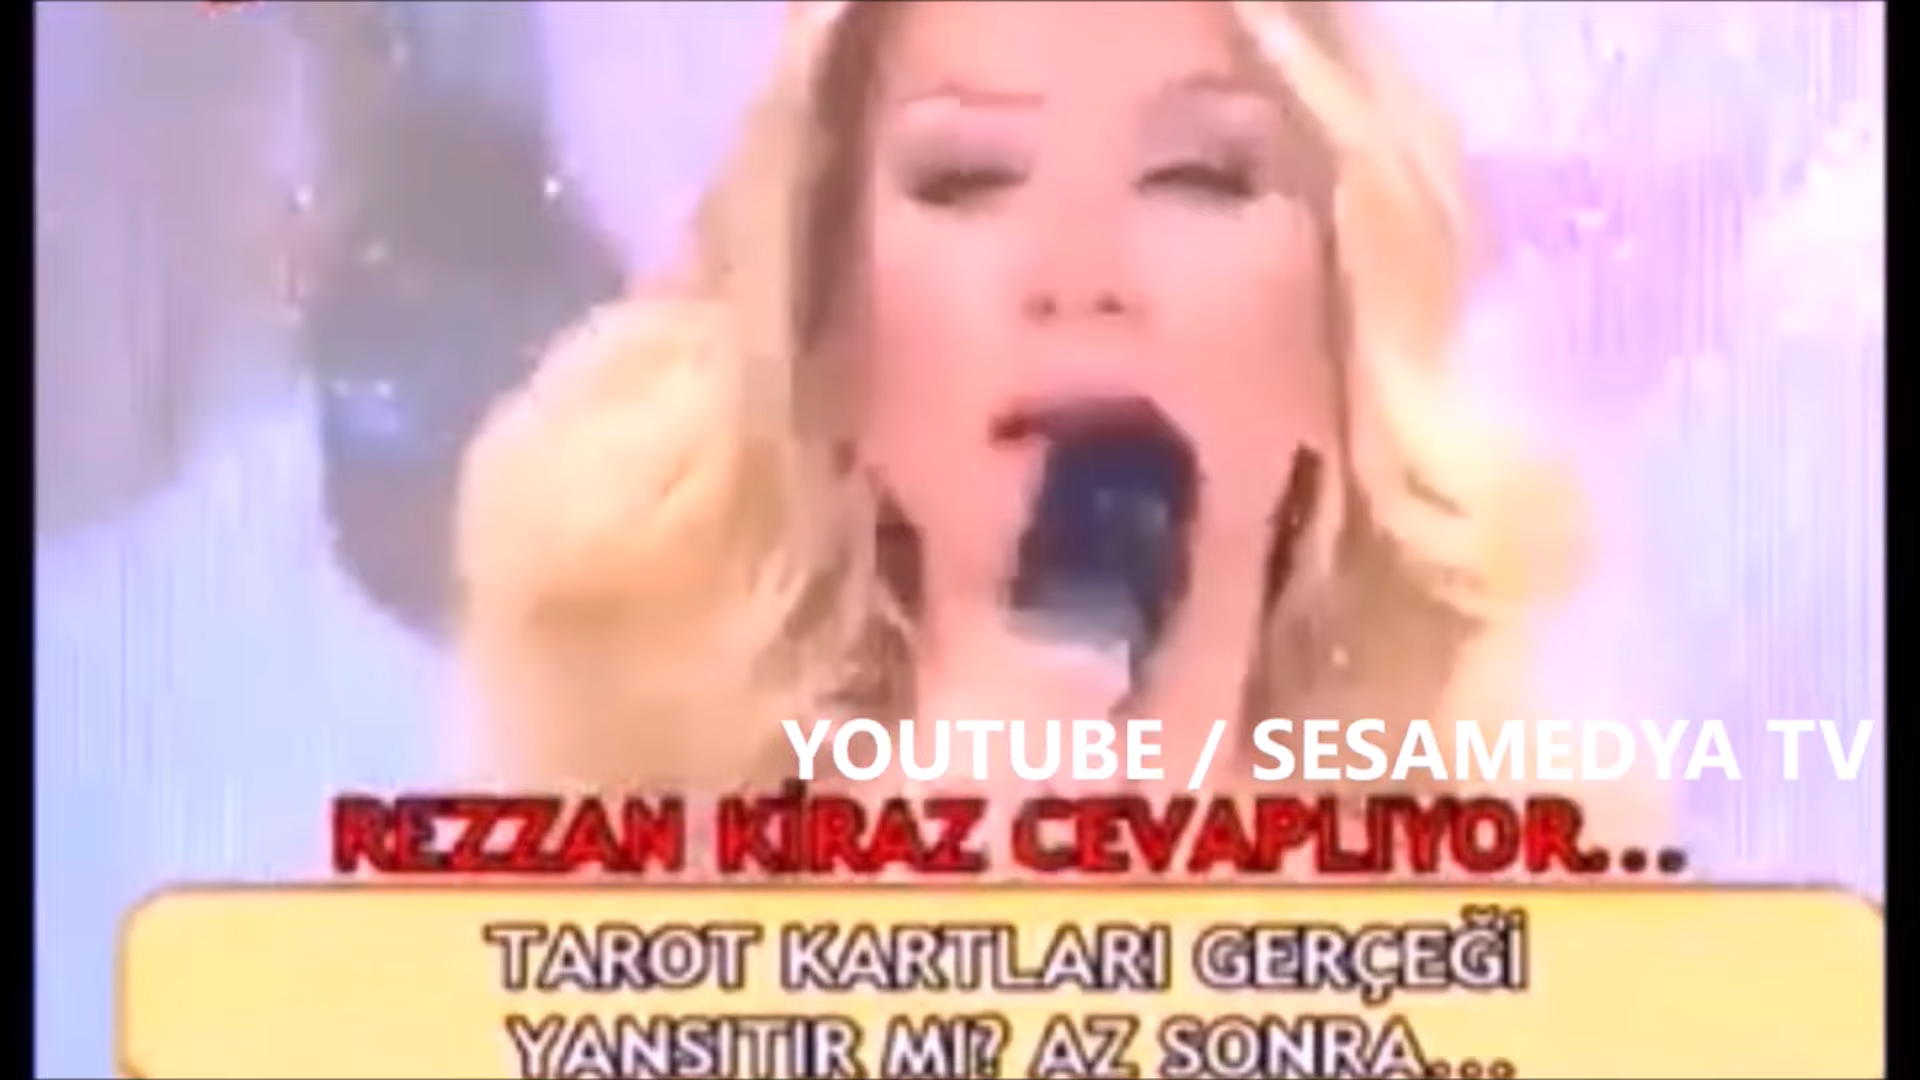 YOUTUBE / SESAMEDYA TV
REZZAN KİRAZ CEVAPLIYOR...
TAROT KARTLARI GERÇEĞİ
YANSITIR MI? AZ SONRA...